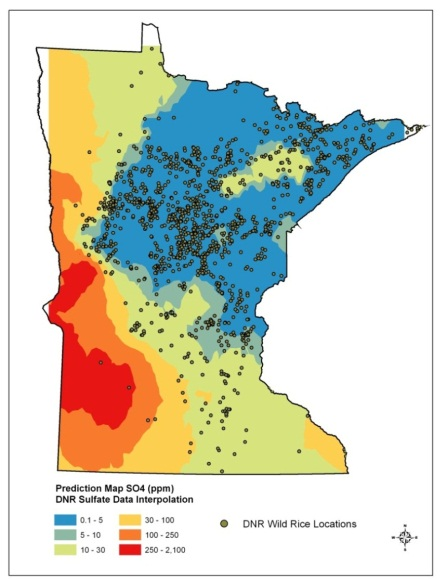 Prediction Map SO4 (ppm)
DNR Sulfate Data Interpolation
0.1 - 5
30 - 100
DNR Wild Rice Locations
5 - 10
100 - 250
10 - 30
250 - 2,100